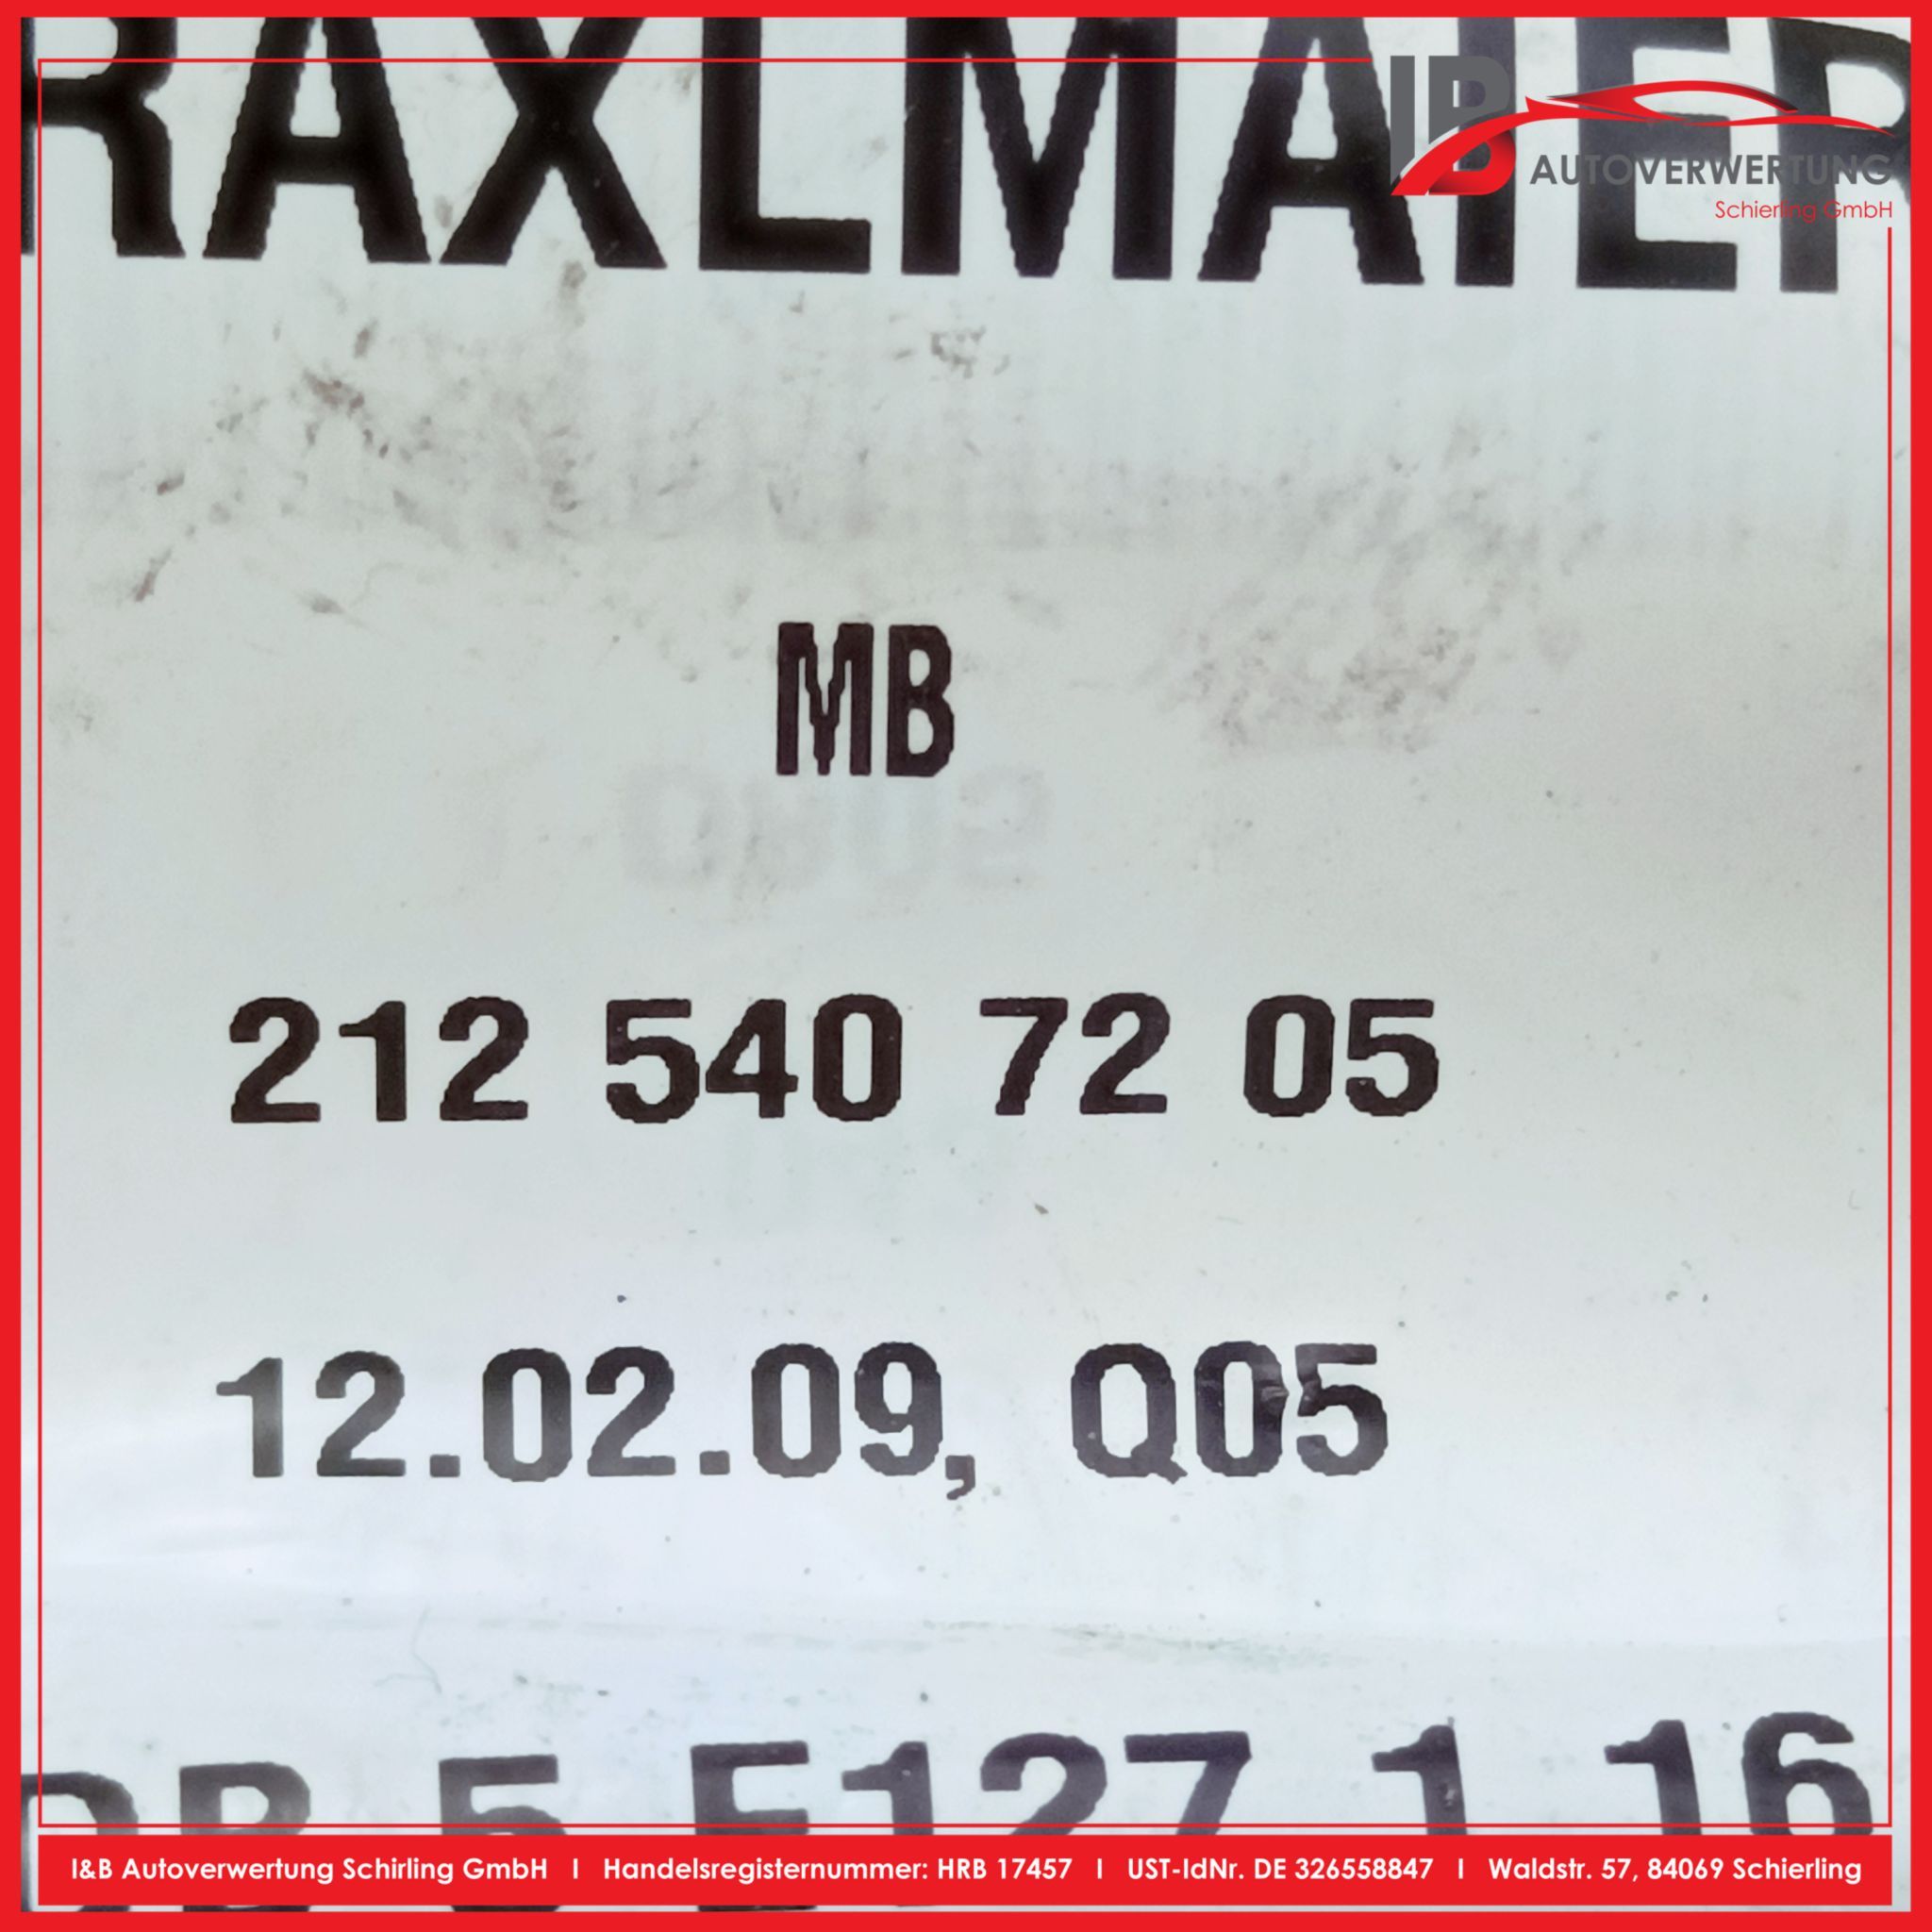 RAXLMAIER
IB
AUTOVERWERTUNG
Schierling GmbH
MB
212 540 72 05
12.02.09, Q05
I&B Autoverwertung Schirling GmbH I Handelsregisternummer: HRB 17457 I UST-IdNr. DE 326558847 I Waldstr. 57, 84069 Schierling